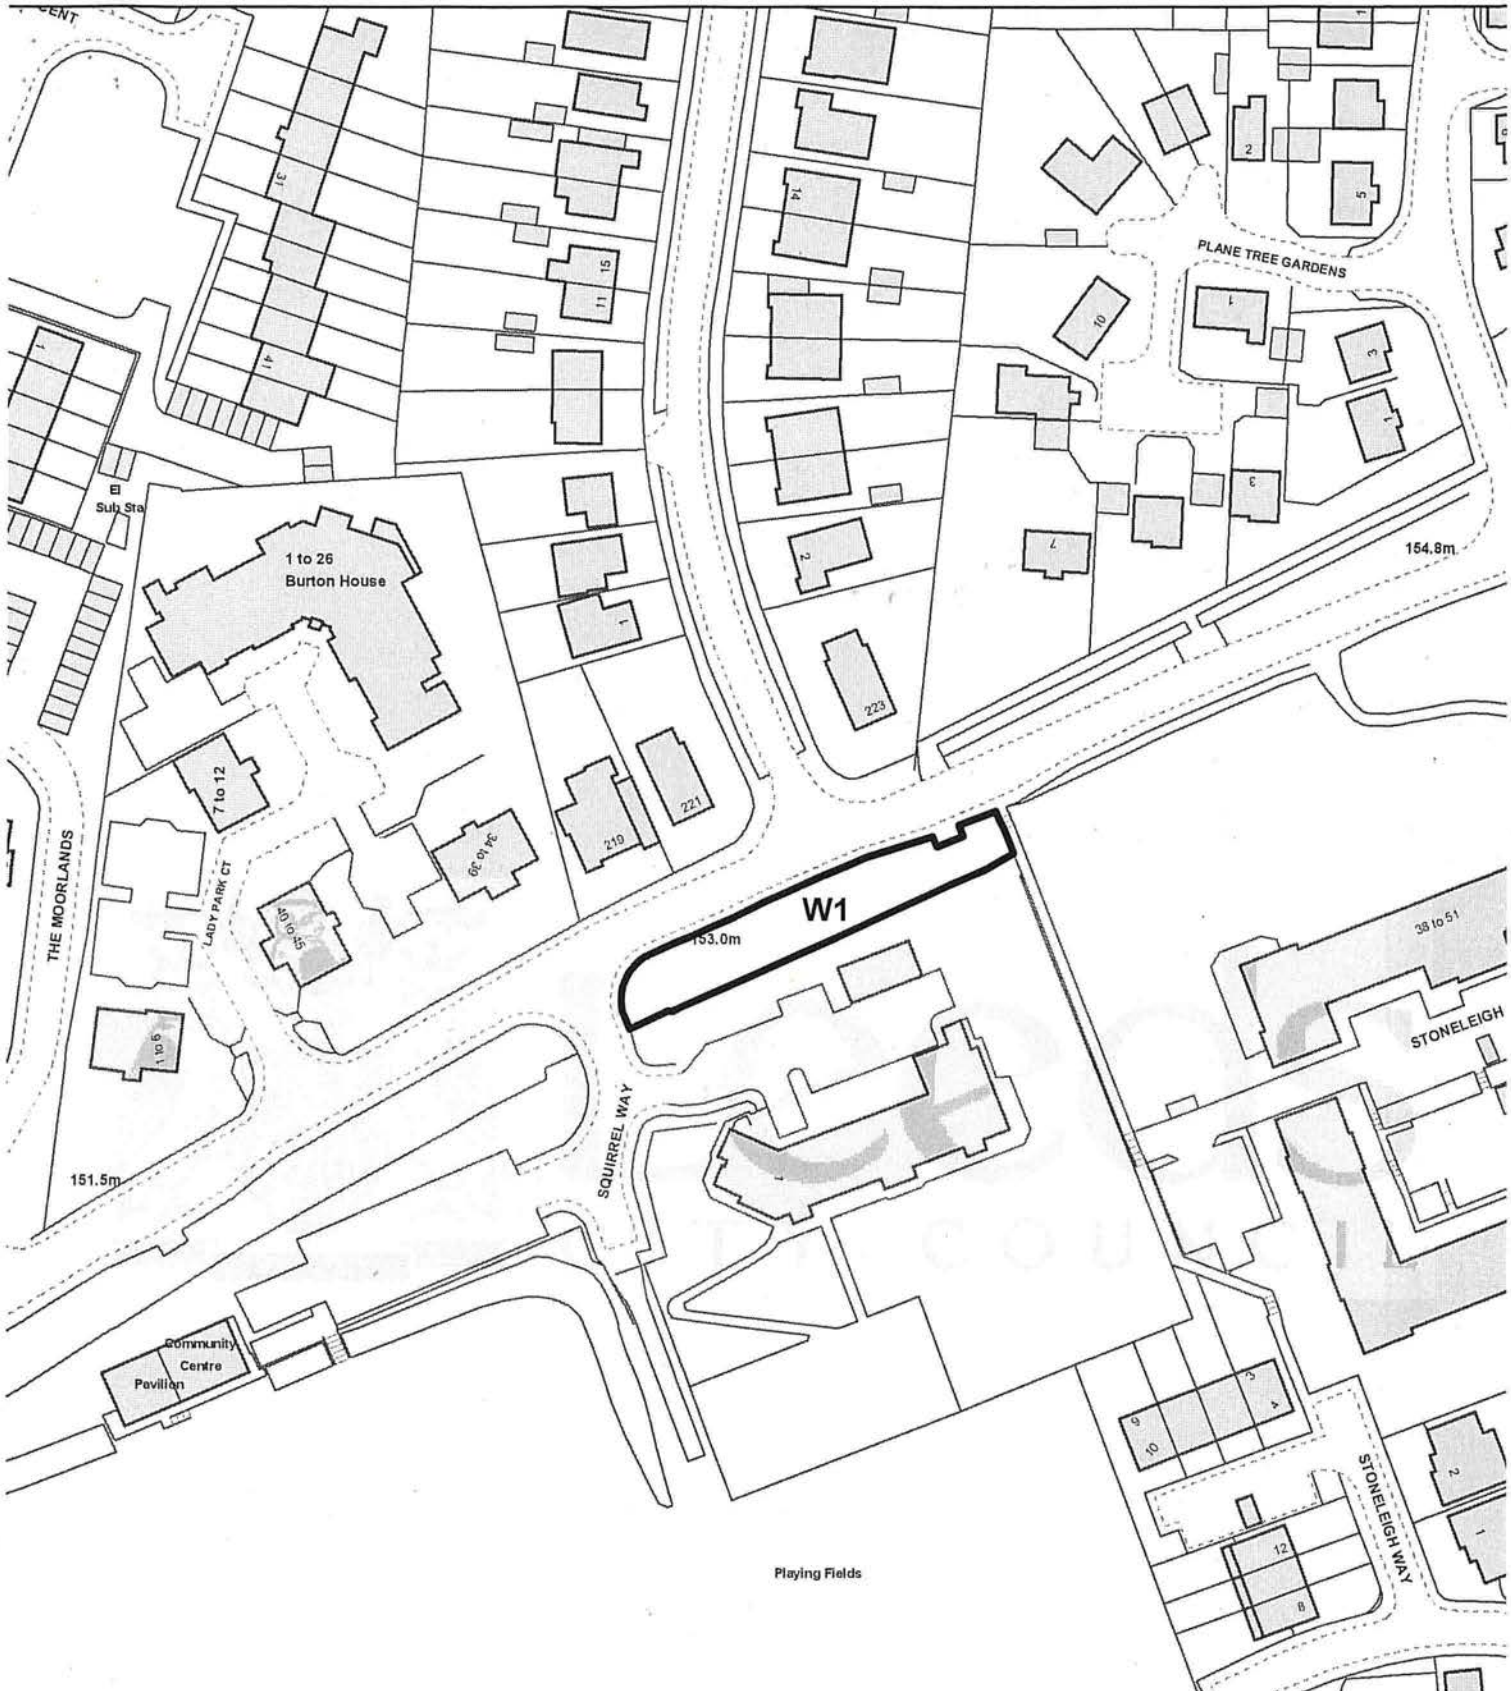 CENT
31
41
1
El
Sub Sta
1 to 26
Burton House
15
11
1
14
2
223
221
219
2
5
PLANE TREE GARDENS
1
10
3
1
3
7
154.8m
THE MOORLANDS
7 to 12
LADY PARK CT
34 to 39
40 to 45
1 to 6
W1
153.0m
151.5m
SQUIRREL WAY
1
38 to 51
STONELEIGH
Leeds
CITY COUNCIL
Community
Centre
Pavilion
9
10
3
4
STONELEIGH WAY
2
1
12
8
Playing Fields